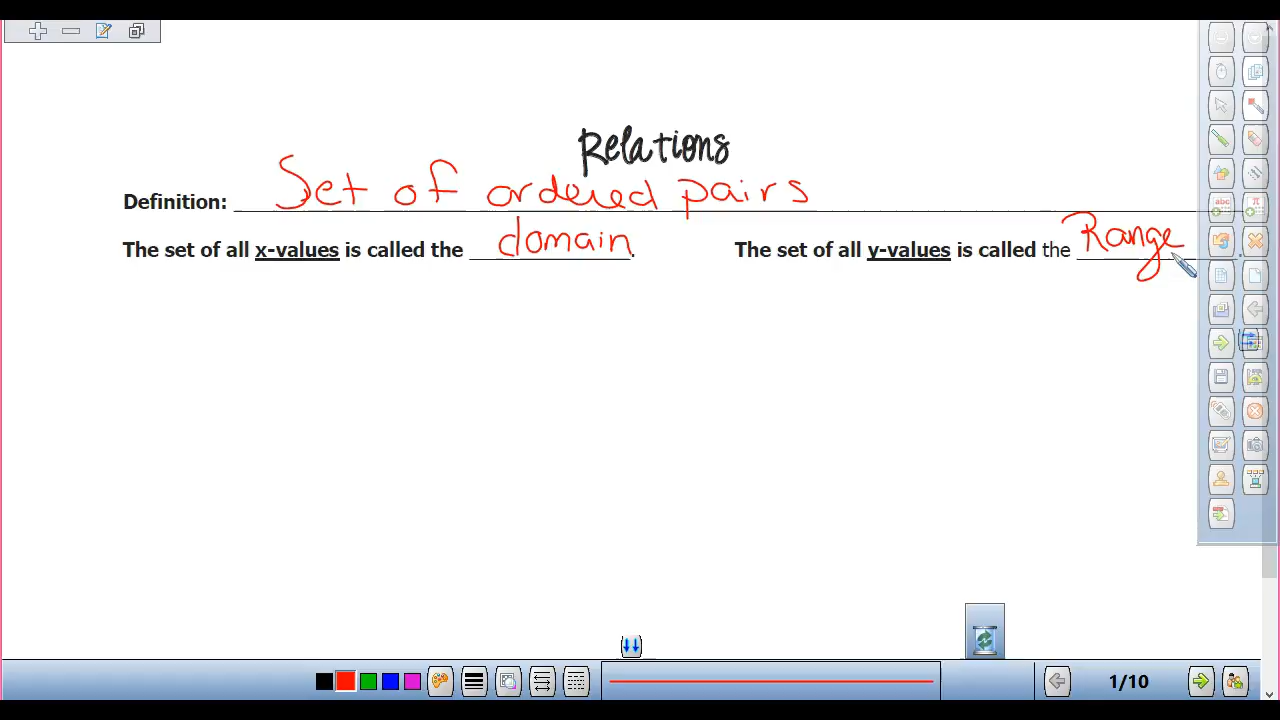 Relations
Definition: Set of ordered pairs
The set of all x-values is called the domain. The set of all y-values is called the Range.
abc
π
1/10